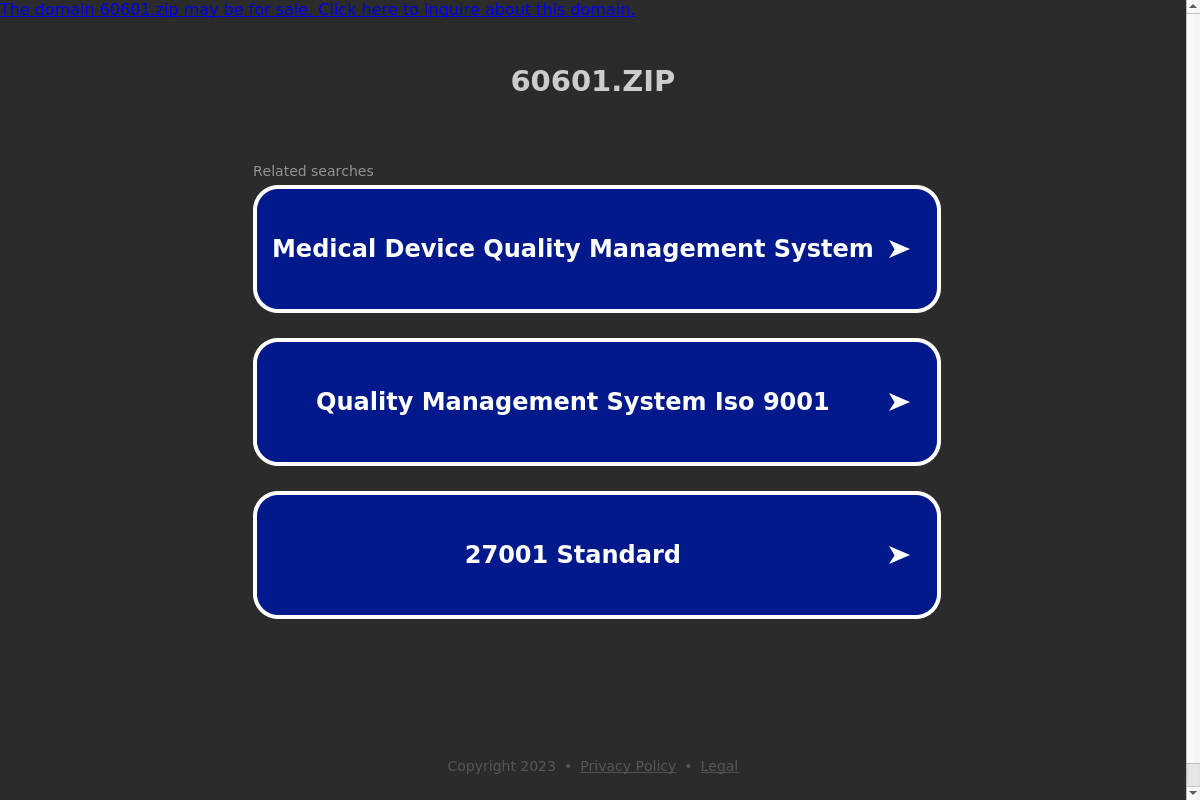 The domain 60601.zip may be for sale. Click here to inquire about this domain.
60601.ZIP
Related searches
Medical Device Quality Management System
Quality Management System Iso 9001
27001 Standard
Copyright 2023 • Privacy Policy • Legal